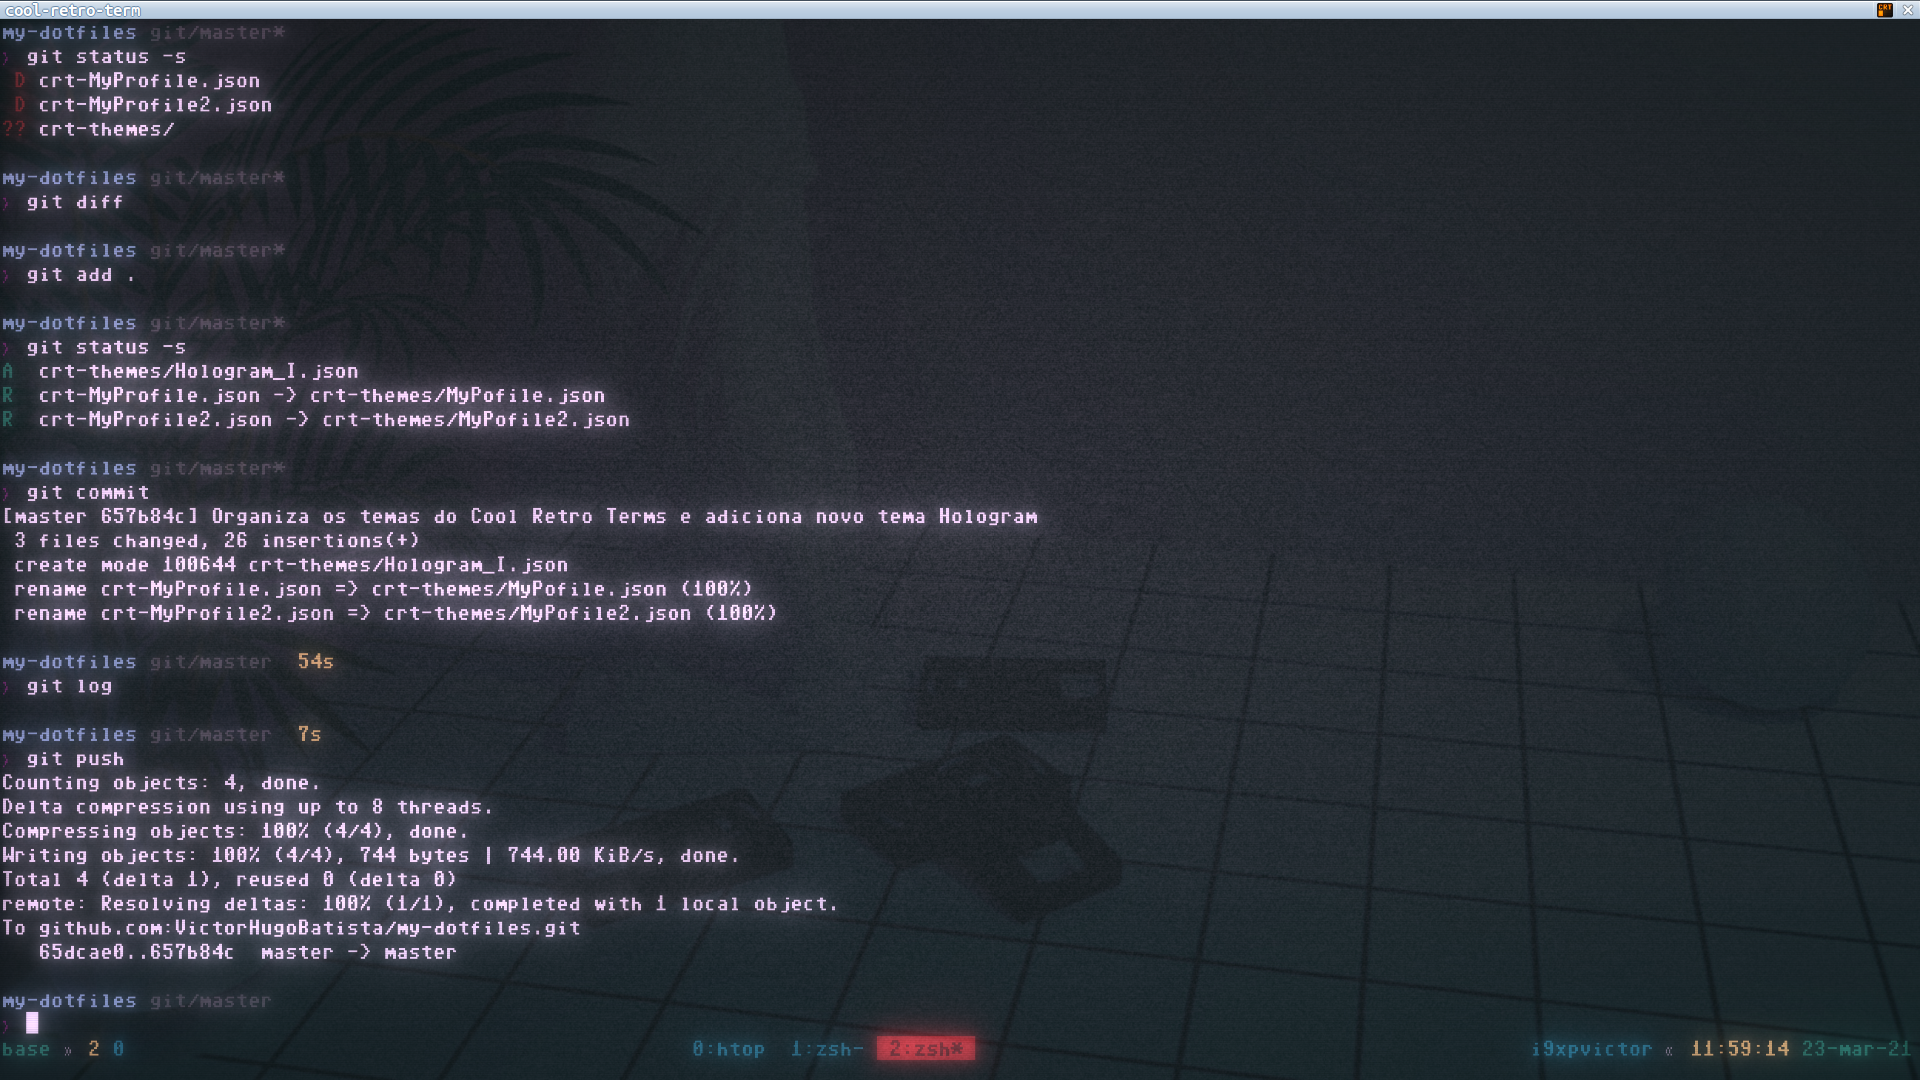 cool-retro-term
CRT
my-dotfiles git/master*
❯ git status -s
 D crt-MyProfile.json
 D crt-MyProfile2.json
?? crt-themes/
my-dotfiles git/master*
❯ git diff
my-dotfiles git/master*
❯ git add .
my-dotfiles git/master*
❯ git status -s
A  crt-themes/Hologram_I.json
R  crt-MyProfile.json -> crt-themes/MyPofile.json
R  crt-MyProfile2.json -> crt-themes/MyPofile2.json
my-dotfiles git/master*
❯ git commit
[master 657b84c] Organiza os temas do Cool Retro Terms e adiciona novo tema Hologram
 3 files changed, 26 insertions(+)
 create mode 100644 crt-themes/Hologram_I.json
 rename crt-MyProfile.json => crt-themes/MyPofile.json (100%)
 rename crt-MyProfile2.json => crt-themes/MyPofile2.json (100%)
my-dotfiles git/master  54s
❯ git log
my-dotfiles git/master  7s
❯ git push
Counting objects: 4, done.
Delta compression using up to 8 threads.
Compressing objects: 100% (4/4), done.
Writing objects: 100% (4/4), 744 bytes | 744.00 KiB/s, done.
Total 4 (delta 1), reused 0 (delta 0)
remote: Resolving deltas: 100% (1/1), completed with 1 local object.
To github.com:VictorHugoBatista/my-dotfiles.git
   65dcae0..657b84c  master -> master
my-dotfiles git/master
❯
base » 2 0 0:htop 1:zsh- 2:zsh* i9xpvictor « 11:59:14 23-mar-21